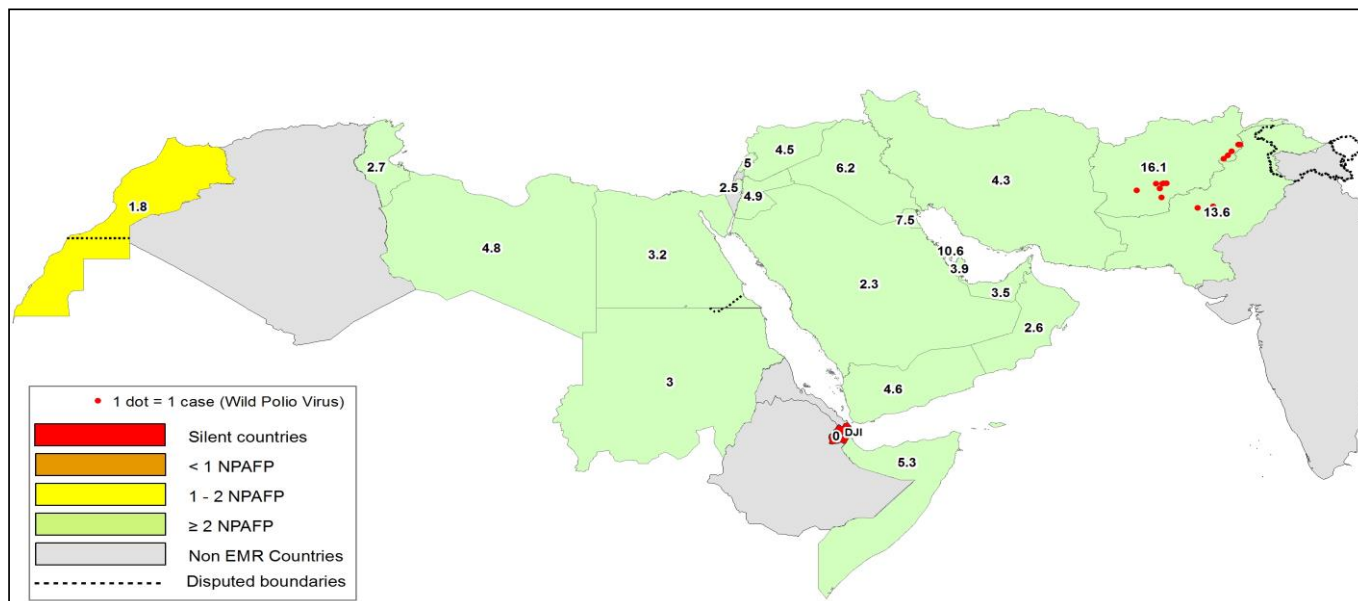 2.7
1.8
4.8
3.2
3
5
4.5
2.5
4.9
6.2
4.3
16.1
13.6
7.5
10.6
3.9
2.3
3.5
2.6
4.6
0
DJI
5.3
1 dot = 1 case (Wild Polio Virus)
Silent countries
< 1 NPAFP
1 - 2 NPAFP
≥ 2 NPAFP
Non EMR Countries
Disputed boundaries